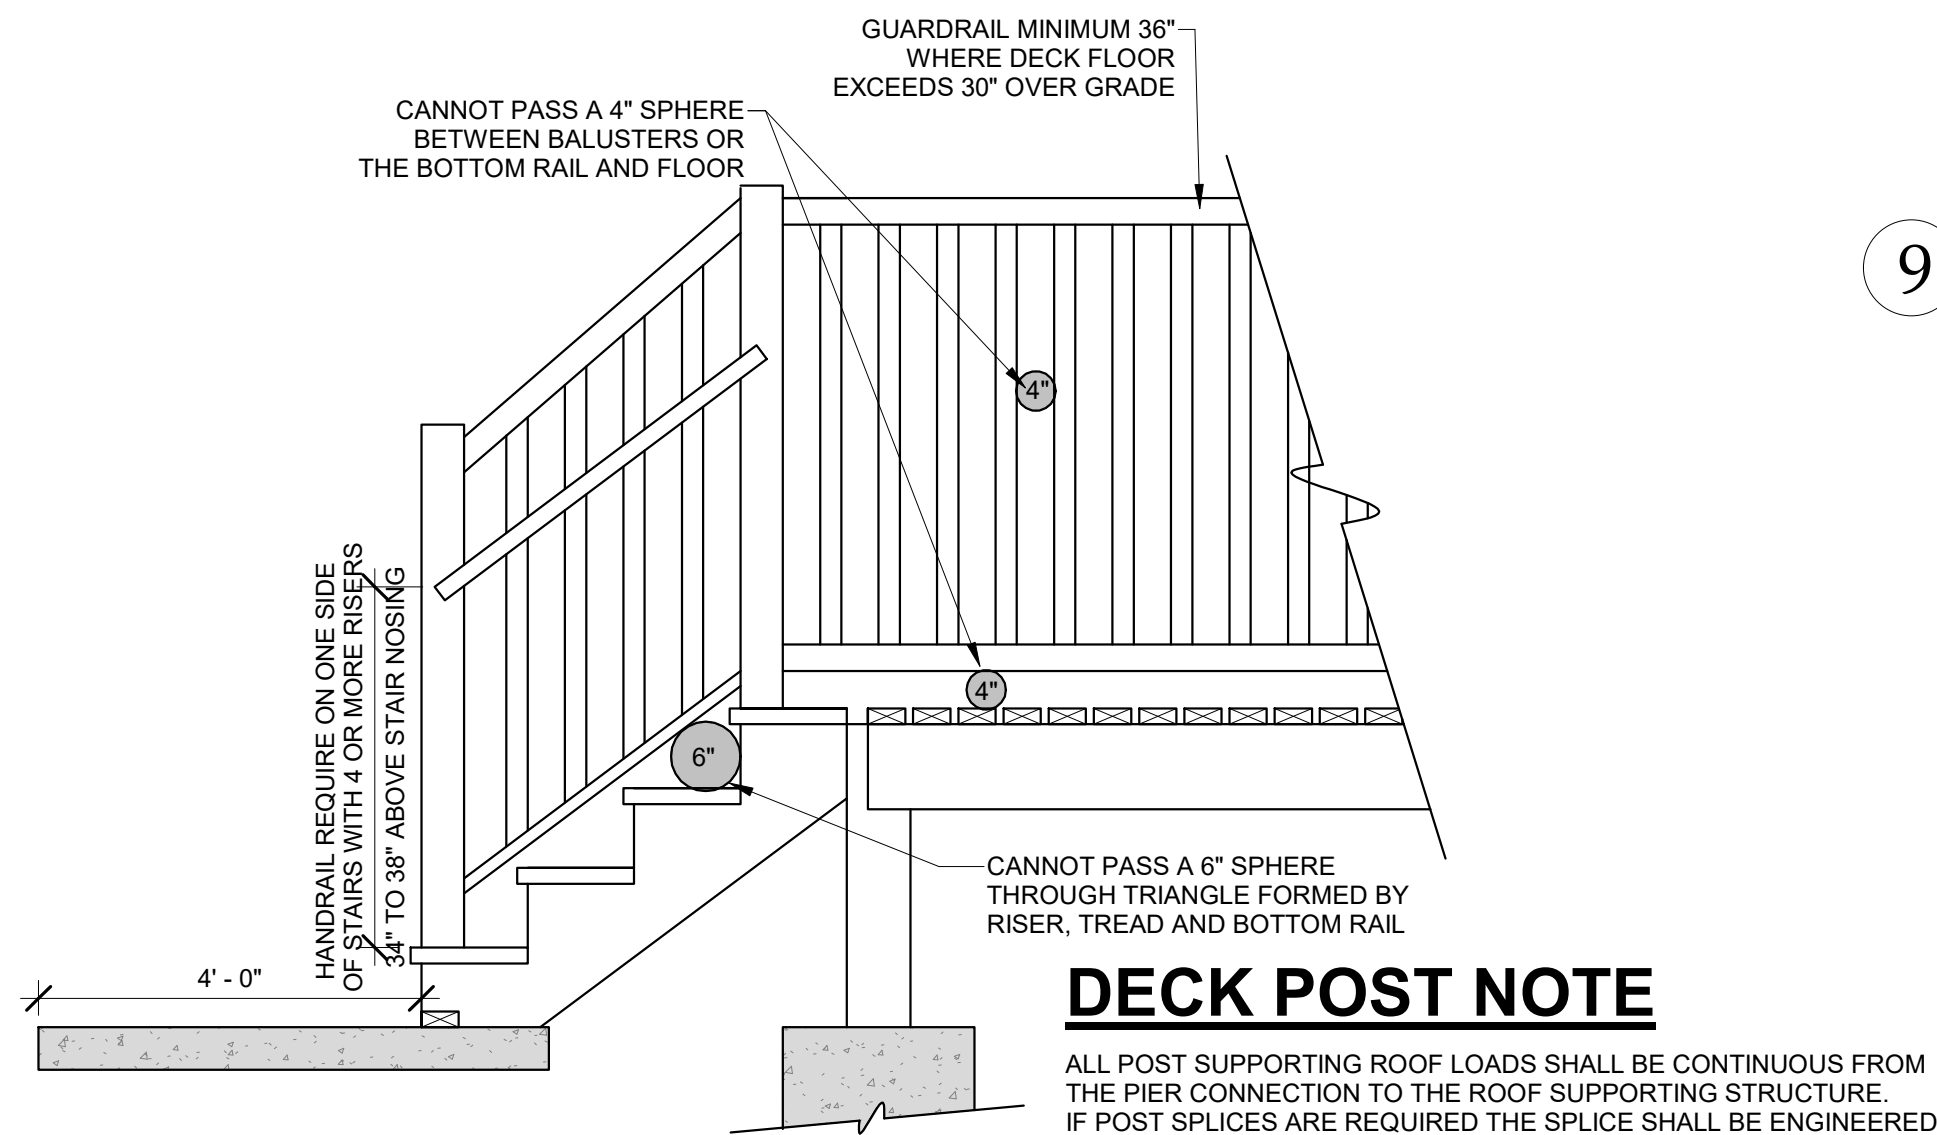 GUARDRAIL MINIMUM 36"
WHERE DECK FLOOR
EXCEEDS 30" OVER GRADE
CANNOT PASS A 4" SPHERE
BETWEEN BALUSTERS OR
THE BOTTOM RAIL AND FLOOR
9
4"
4"
6"
HANDRAIL REQUIRE ON ONE SIDE
OF STAIRS WITH 4 OR MORE RISERS
34" TO 38" ABOVE STAIR NOSING
CANNOT PASS A 6" SPHERE
THROUGH TRIANGLE FORMED BY
RISER, TREAD AND BOTTOM RAIL
4' - 0"
DECK POST NOTE
ALL POST SUPPORTING ROOF LOADS SHALL BE CONTINUOUS FROM
THE PIER CONNECTION TO THE ROOF SUPPORTING STRUCTURE.
IF POST SPLICES ARE REQUIRED THE SPLICE SHALL BE ENGINEERED